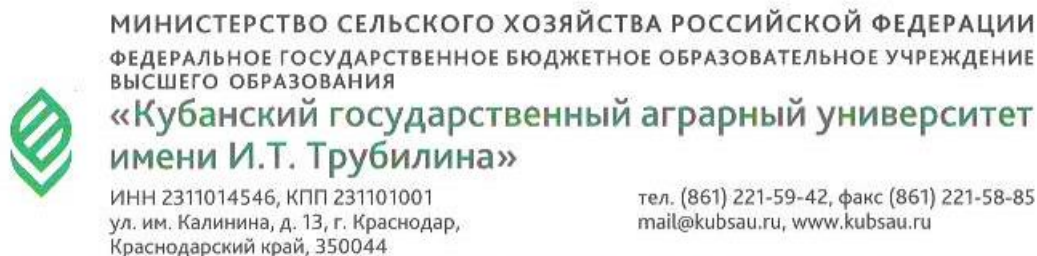 МИНИСТЕРСТВО СЕЛЬСКОГО ХОЗЯЙСТВА РОССИЙСКОЙ ФЕДЕРАЦИИ
ФЕДЕРАЛЬНОЕ ГОСУДАРСТВЕННОЕ БЮДЖЕТНОЕ ОБРАЗОВАТЕЛЬНОЕ УЧРЕЖДЕНИЕ
ВЫСШЕГО ОБРАЗОВАНИЯ
«Кубанский государственный аграрный университет
имени И.Т. Трубилина»
ИНН 2311014546, КПП 231101001
ул. им. Калинина, д. 13, г. Краснодар,
Краснодарский край, 350044
тел. (861) 221-59-42, факс (861) 221-58-85
mail@kubsau.ru, www.kubsau.ru